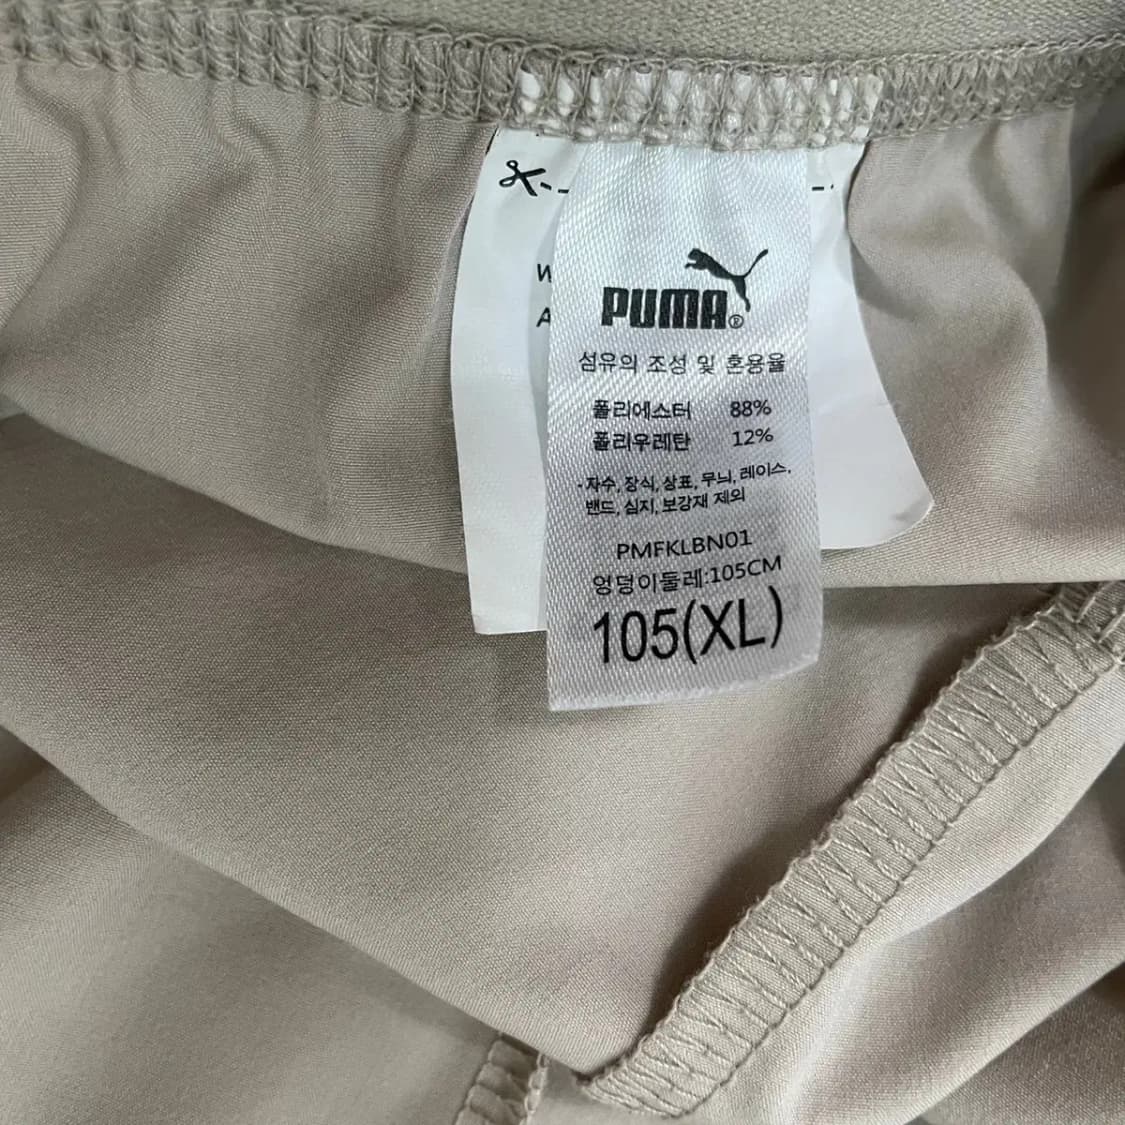 W
A
PUMA®
섬유의 조성 및 혼용율
폴리에스터 88%
폴리우레탄 12%
-자수, 장식, 상표, 무늬, 레이스,
밴드, 심지, 보강재 제외
PMFKLBN01
엉덩이둘레:105CM
105(XL)